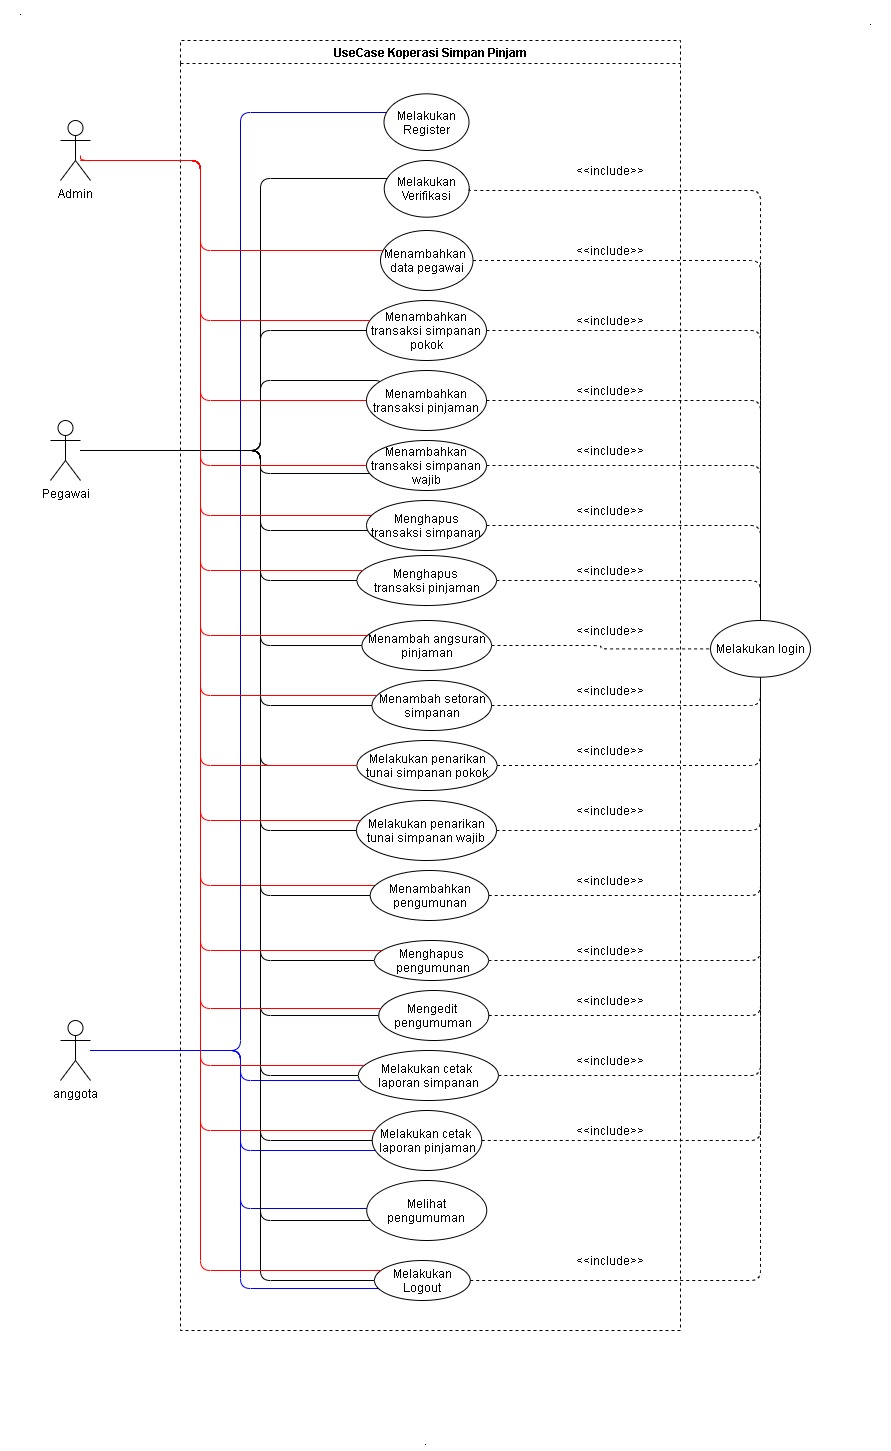 UseCase Koperasi Simpan Pinjam
Melakukan
Register
Admin
Melakukan
Verifikasi
<<include>>
Menambahkan
data pegawai
<<include>>
Menambahkan
transaksi simpanan
pokok
<<include>>
Menambahkan
transaksi pinjaman
<<include>>
Pegawai
Menambahkan
transaksi simpanan
wajib
<<include>>
Menghapus
transaksi simpanan
<<include>>
Menghapus
transaksi pinjaman
<<include>>
Menambah angsuran
pinjaman
<<include>>
Melakukan login
Menambah setoran
simpanan
<<include>>
Melakukan penarikan
tunai simpanan pokok
<<include>>
Melakukan penarikan
tunai simpanan wajib
<<include>>
Menambahkan
pengumunan
<<include>>
Menghapus
pengumunan
<<include>>
Mengedit
pengumuman
<<include>>
anggota
Melakukan cetak
laporan simpanan
<<include>>
Melakukan cetak
laporan pinjaman
<<include>>
Melihat
pengumuman
Melakukan
Logout
<<include>>